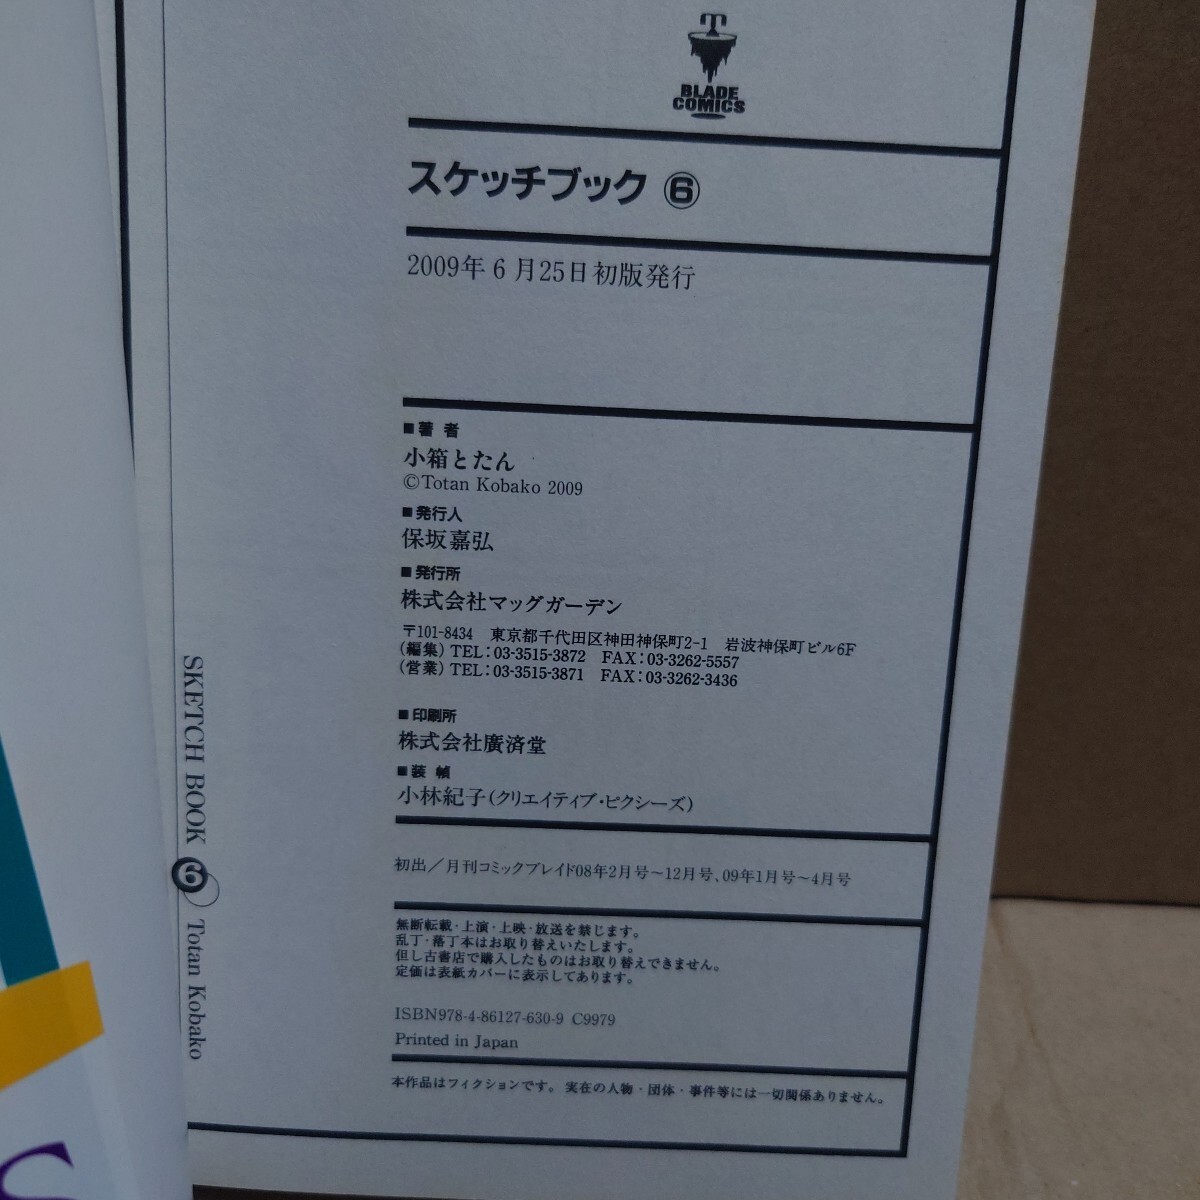 BLADE
COMICS
スケッチブック ⑥
2009年6月25日初版発行
■著 者
小箱とたん
©Totan Kobako 2009
■発行人
保坂嘉弘
■発行所
株式会社マッグガーデン
〒101-8434 東京都千代田区神田神保町2-1 岩波神保町ビル6F
(編集) TEL:03-3515-3872 FAX:03-3262-5557
(営業) TEL:03-3515-3871 FAX:03-3262-3436
■印刷所
株式会社廣済堂
■装 幀
小林紀子(クリエイティブ・ピクシーズ)
初出／月刊コミックブレイド08年2月号～12月号、09年1月号～4月号
無断転載・上演・上映・放送を禁じます。
乱丁・落丁本はお取り替えいたします。
但し古書店で購入したものはお取り替えできません。
定価は表紙カバーに表示してあります。
ISBN978-4-86127-630-9 C9979
Printed in Japan
本作品はフィクションです。 実在の人物・団体・事件等には一切関係ありません。
SKETCH BOOK 6 Totan Kobako
S